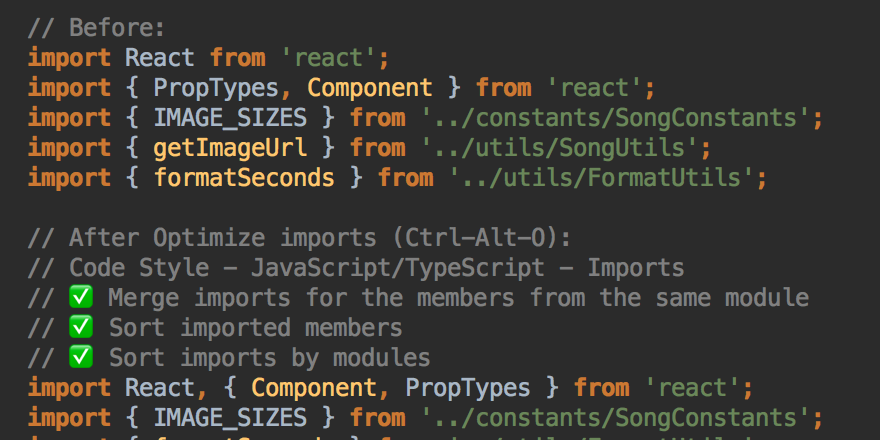 // Before:
import React from 'react';
import { PropTypes, Component } from 'react';
import { IMAGE_SIZES } from '../constants/SongConstants';
import { getImageUrl } from '../utils/SongUtils';
import { formatSeconds } from '../utils/FormatUtils';
// After Optimize imports (Ctrl-Alt-O):
// Code Style - JavaScript/TypeScript - Imports
// ✅ Merge imports for the members from the same module
// ✅ Sort imported members
// ✅ Sort imports by modules
import React, { Component, PropTypes } from 'react';
import { IMAGE_SIZES } from '../constants/SongConstants';